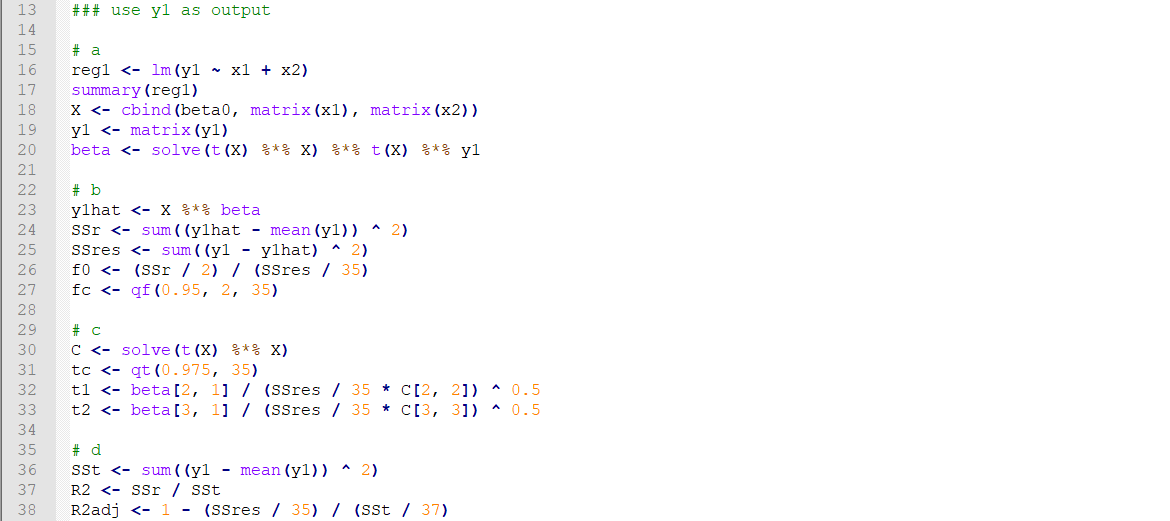 13 ### use y1 as output
14
15 # a
16 reg1 <- lm(y1 ~ x1 + x2)
17 summary(reg1)
18 X <- cbind(beta0, matrix(x1), matrix(x2))
19 y1 <- matrix(y1)
20 beta <- solve(t(X) %*% X) %*% t(X) %*% y1
21
22 # b
23 y1hat <- X %*% beta
24 SSr <- sum((y1hat - mean(y1)) ^ 2)
25 SSres <- sum((y1 - y1hat) ^ 2)
26 f0 <- (SSr / 2) / (SSres / 35)
27 fc <- qf(0.95, 2, 35)
28
29 # c
30 C <- solve(t(X) %*% X)
31 tc <- qt(0.975, 35)
32 t1 <- beta[2, 1] / (SSres / 35 * C[2, 2]) ^ 0.5
33 t2 <- beta[3, 1] / (SSres / 35 * C[3, 3]) ^ 0.5
34
35 # d
36 SSt <- sum((y1 - mean(y1)) ^ 2)
37 R2 <- SSr / SSt
38 R2adj <- 1 - (SSres / 35) / (SSt / 37)